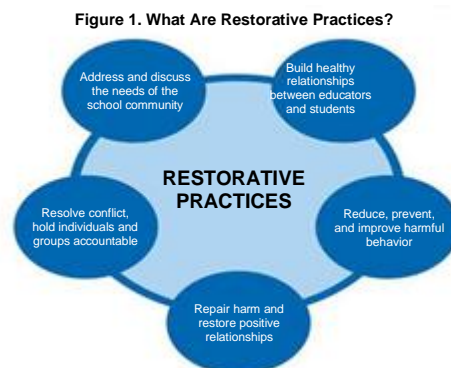 Figure 1. What Are Restorative Practices?
Address and discuss
the needs of the
school community
Build healthy
relationships
between educators
and students
RESTORATIVE
PRACTICES
Resolve conflict,
hold individuals and
groups accountable
Reduce, prevent,
and improve harmful
behavior
Repair harm and
restore positive
relationships